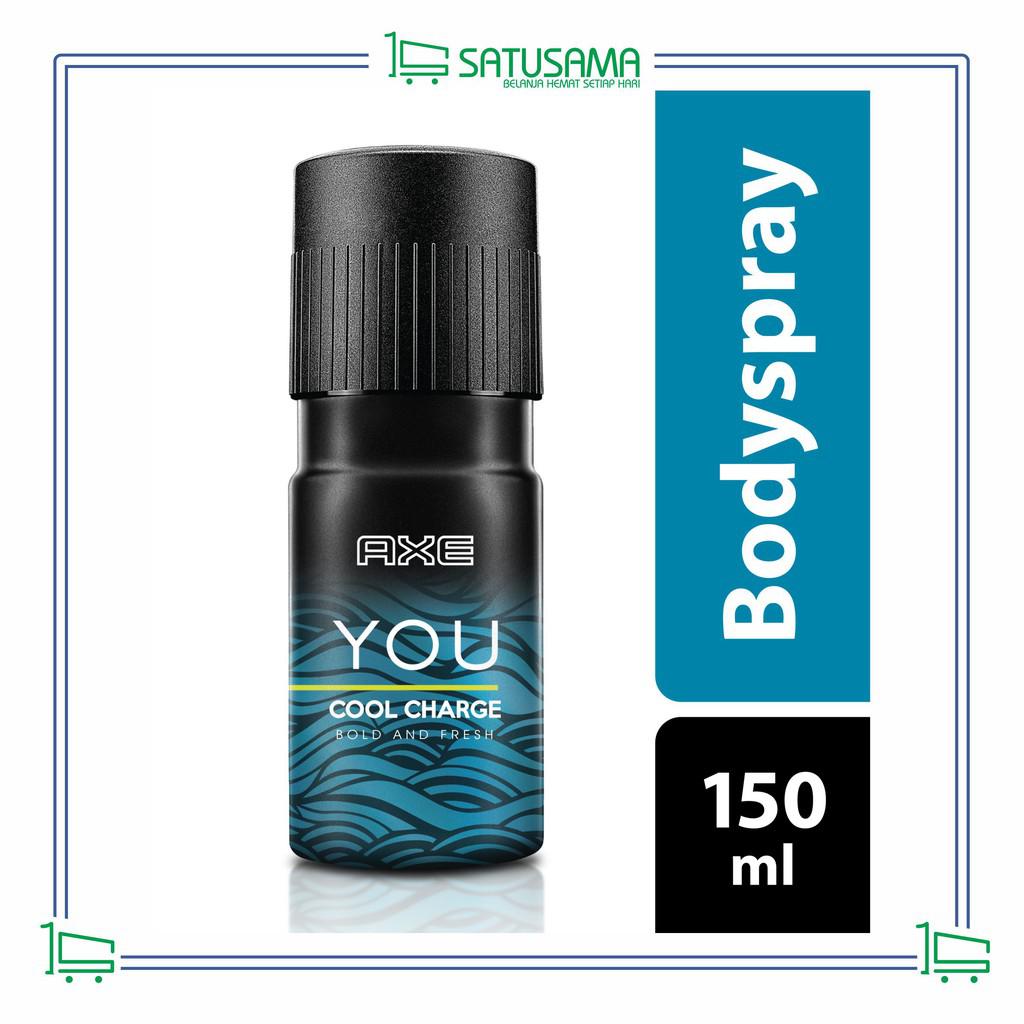 SATUSAMA
BELANJA HEMAT SETIAP HARI
AXE
YOU
COOL CHARGE
BOLD AND FRESH
Bodyspray
150
ml